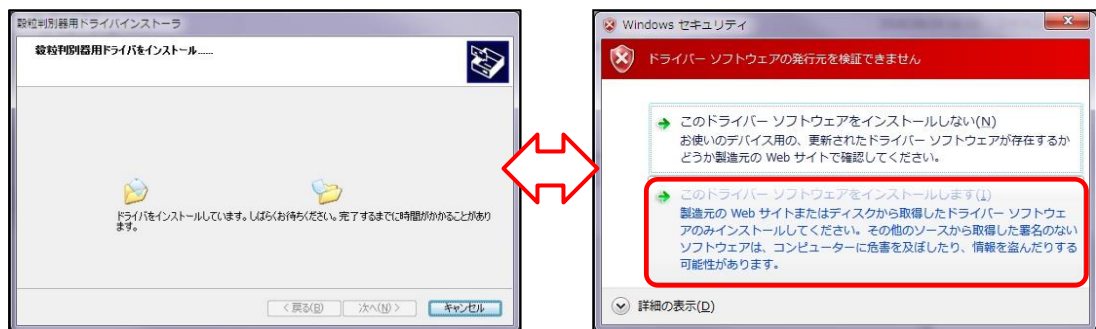 穀粒判別器用ドライバインストーラ
穀粒判別器用ドライバをインストール......
ドライバをインストールしています。しばらくお待ちください。完了するまでに時間がかかることがあり
ます。
< 戻る(B)
次へ(N) >
キャンセル
Windows セキュリティ
ドライバー ソフトウェアの発行元を検証できません
このドライバー ソフトウェアをインストールしない(N)
お使いのデバイス用の、更新されたドライバー ソフトウェアが存在するか
どうか製造元の Web サイトで確認してください。
このドライバー ソフトウェアをインストールします(I)
製造元の Web サイトまたはディスクから取得したドライバー ソフトウェ
アのみインストールしてください。その他のソースから取得した署名のない
ソフトウェアは、コンピューターに危害を及ぼしたり、情報を盗んだりする
可能性があります。
詳細の表示(D)